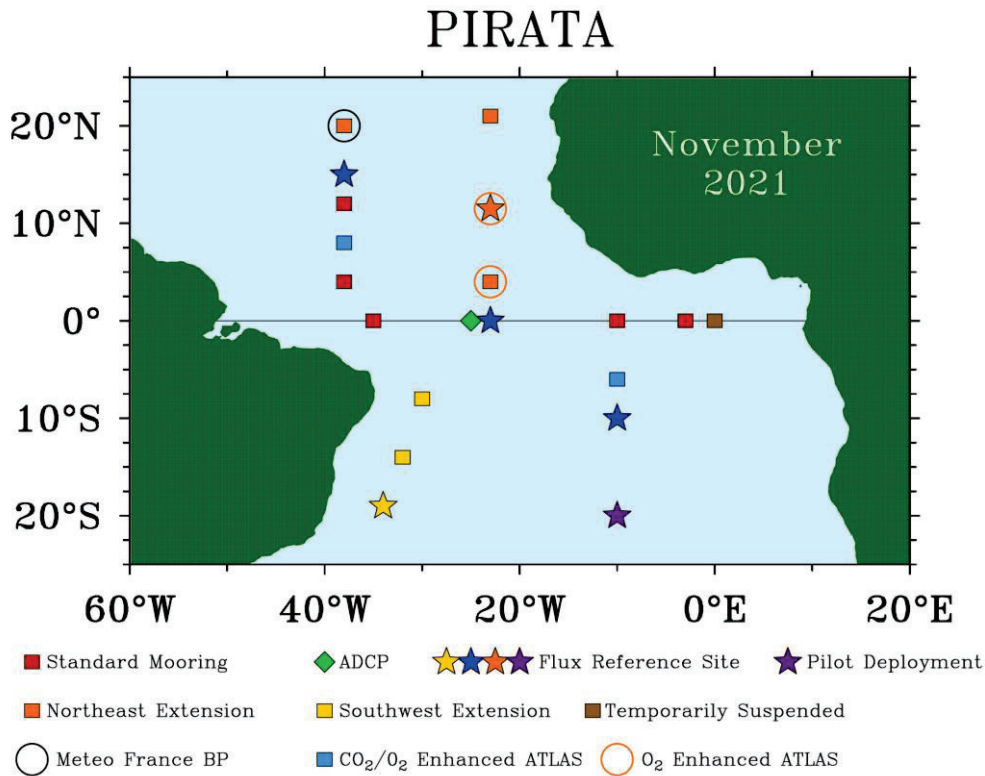 PIRATA
November
2021
20°N
10°N
0°
10°S
20°S
60°W 40°W 20°W 0°E 20°E
Standard Mooring ADCP Flux Reference Site Pilot Deployment
Northeast Extension Southwest Extension Temporarily Suspended
Meteo France BP CO₂/O₂ Enhanced ATLAS O₂ Enhanced ATLAS